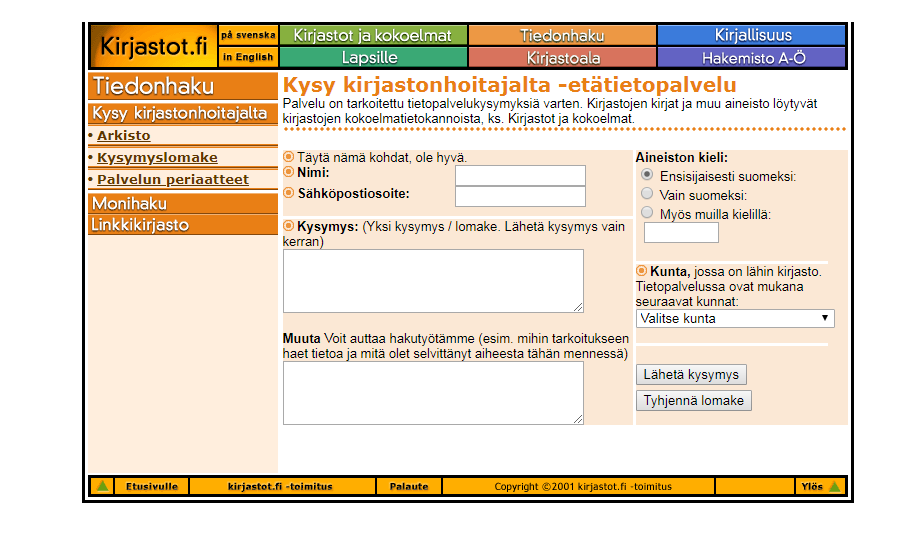 Kirjastot.fi
på svenska
in English
Kirjastot ja kokoelmat
Tiedonhaku
Kirjallisuus
Lapsille
Kirjastoala
Hakemisto A-Ö
Tiedonhaku
Kysy kirjastonhoitajalta
• Arkisto
• Kysymyslomake
• Palvelun periaatteet
Monihaku
Linkkikirjasto
Kysy kirjastonhoitajalta -etätietopalvelu
Palvelu on tarkoitettu tietopalvelukysymyksiä varten. Kirjastojen kirjat ja muu aineisto löytyvät
kirjastojen kokoelmatietokannoista, ks. Kirjastot ja kokoelmat.
Täytä nämä kohdat, ole hyvä.
Nimi:
Sähköpostiosoite:
Kysymys: (Yksi kysymys / lomake. Lähetä kysymys vain
kerran)
Muuta Voit auttaa hakutyötämme (esim. mihin tarkoitukseen
haet tietoa ja mitä olet selvittänyt aiheesta tähän mennessä)
Aineiston kieli:
Ensisijaisesti suomeksi:
Vain suomeksi:
Myös muilla kielillä:
Kunta, jossa on lähin kirjasto.
Tietopalvelussa ovat mukana
seuraavat kunnat:
Valitse kunta
Lähetä kysymys
Tyhjennä lomake
Etusivulle
kirjastot.fi -toimitus
Palaute
Copyright ©2001 kirjastot.fi -toimitus
Ylös